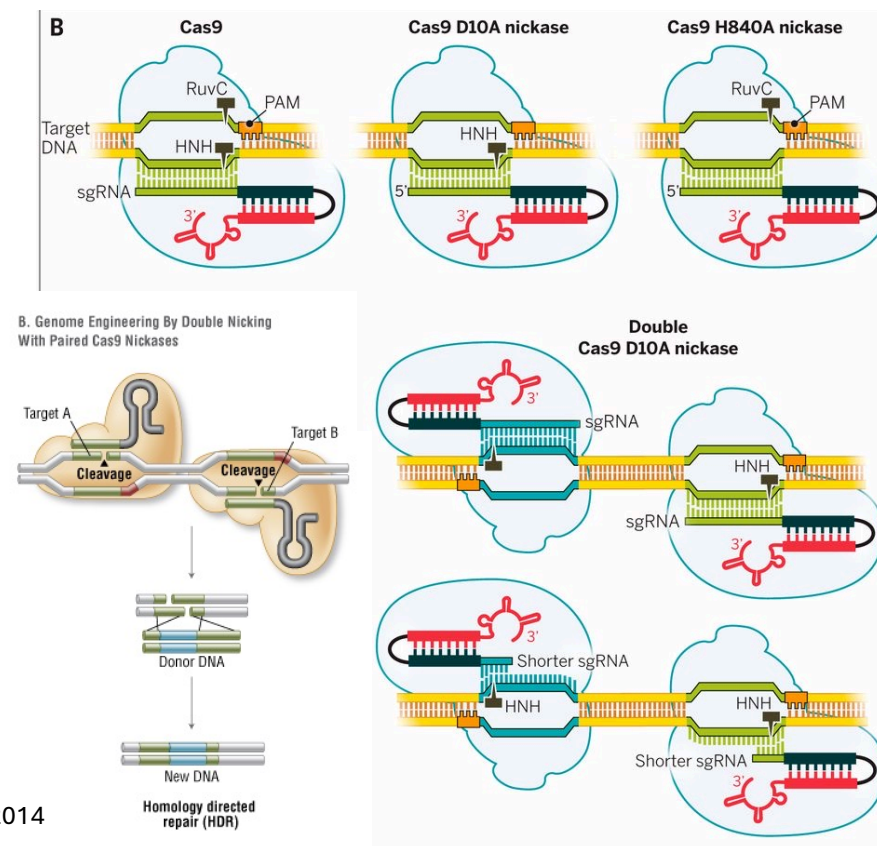 B
Cas9
Cas9 D10A nickase
Cas9 H840A nickase
RuvC
PAM
Target
DNA
HNH
sgRNA
3'
HNH
5'
3'
RuvC
PAM
5'
3'
B. Genome Engineering By Double Nicking
With Paired Cas9 Nickases
Target A
Target B
Cleavage
Cleavage
Donor DNA
New DNA
Homology directed
repair (HDR)
2014
Double
Cas9 D10A nickase
3'
sgRNA
HNH
sgRNA
3'
3'
Shorter sgRNA
HNH
HNH
Shorter sgRNA
3'